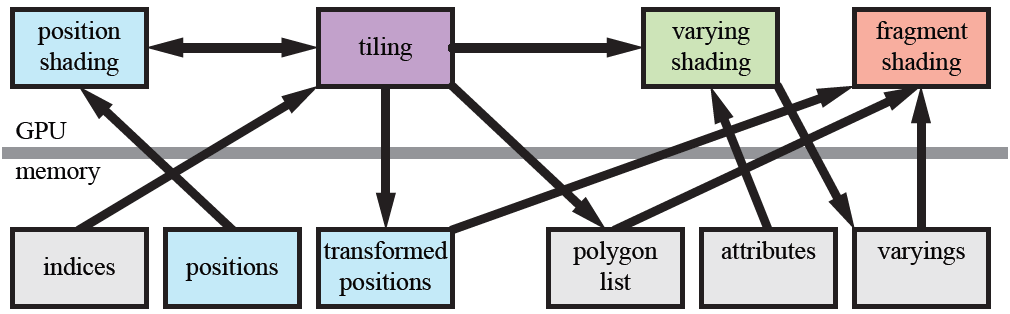 position
shading
tiling
varying
shading
fragment
shading
GPU
memory
indices
positions
transformed
positions
polygon
list
attributes
varyings